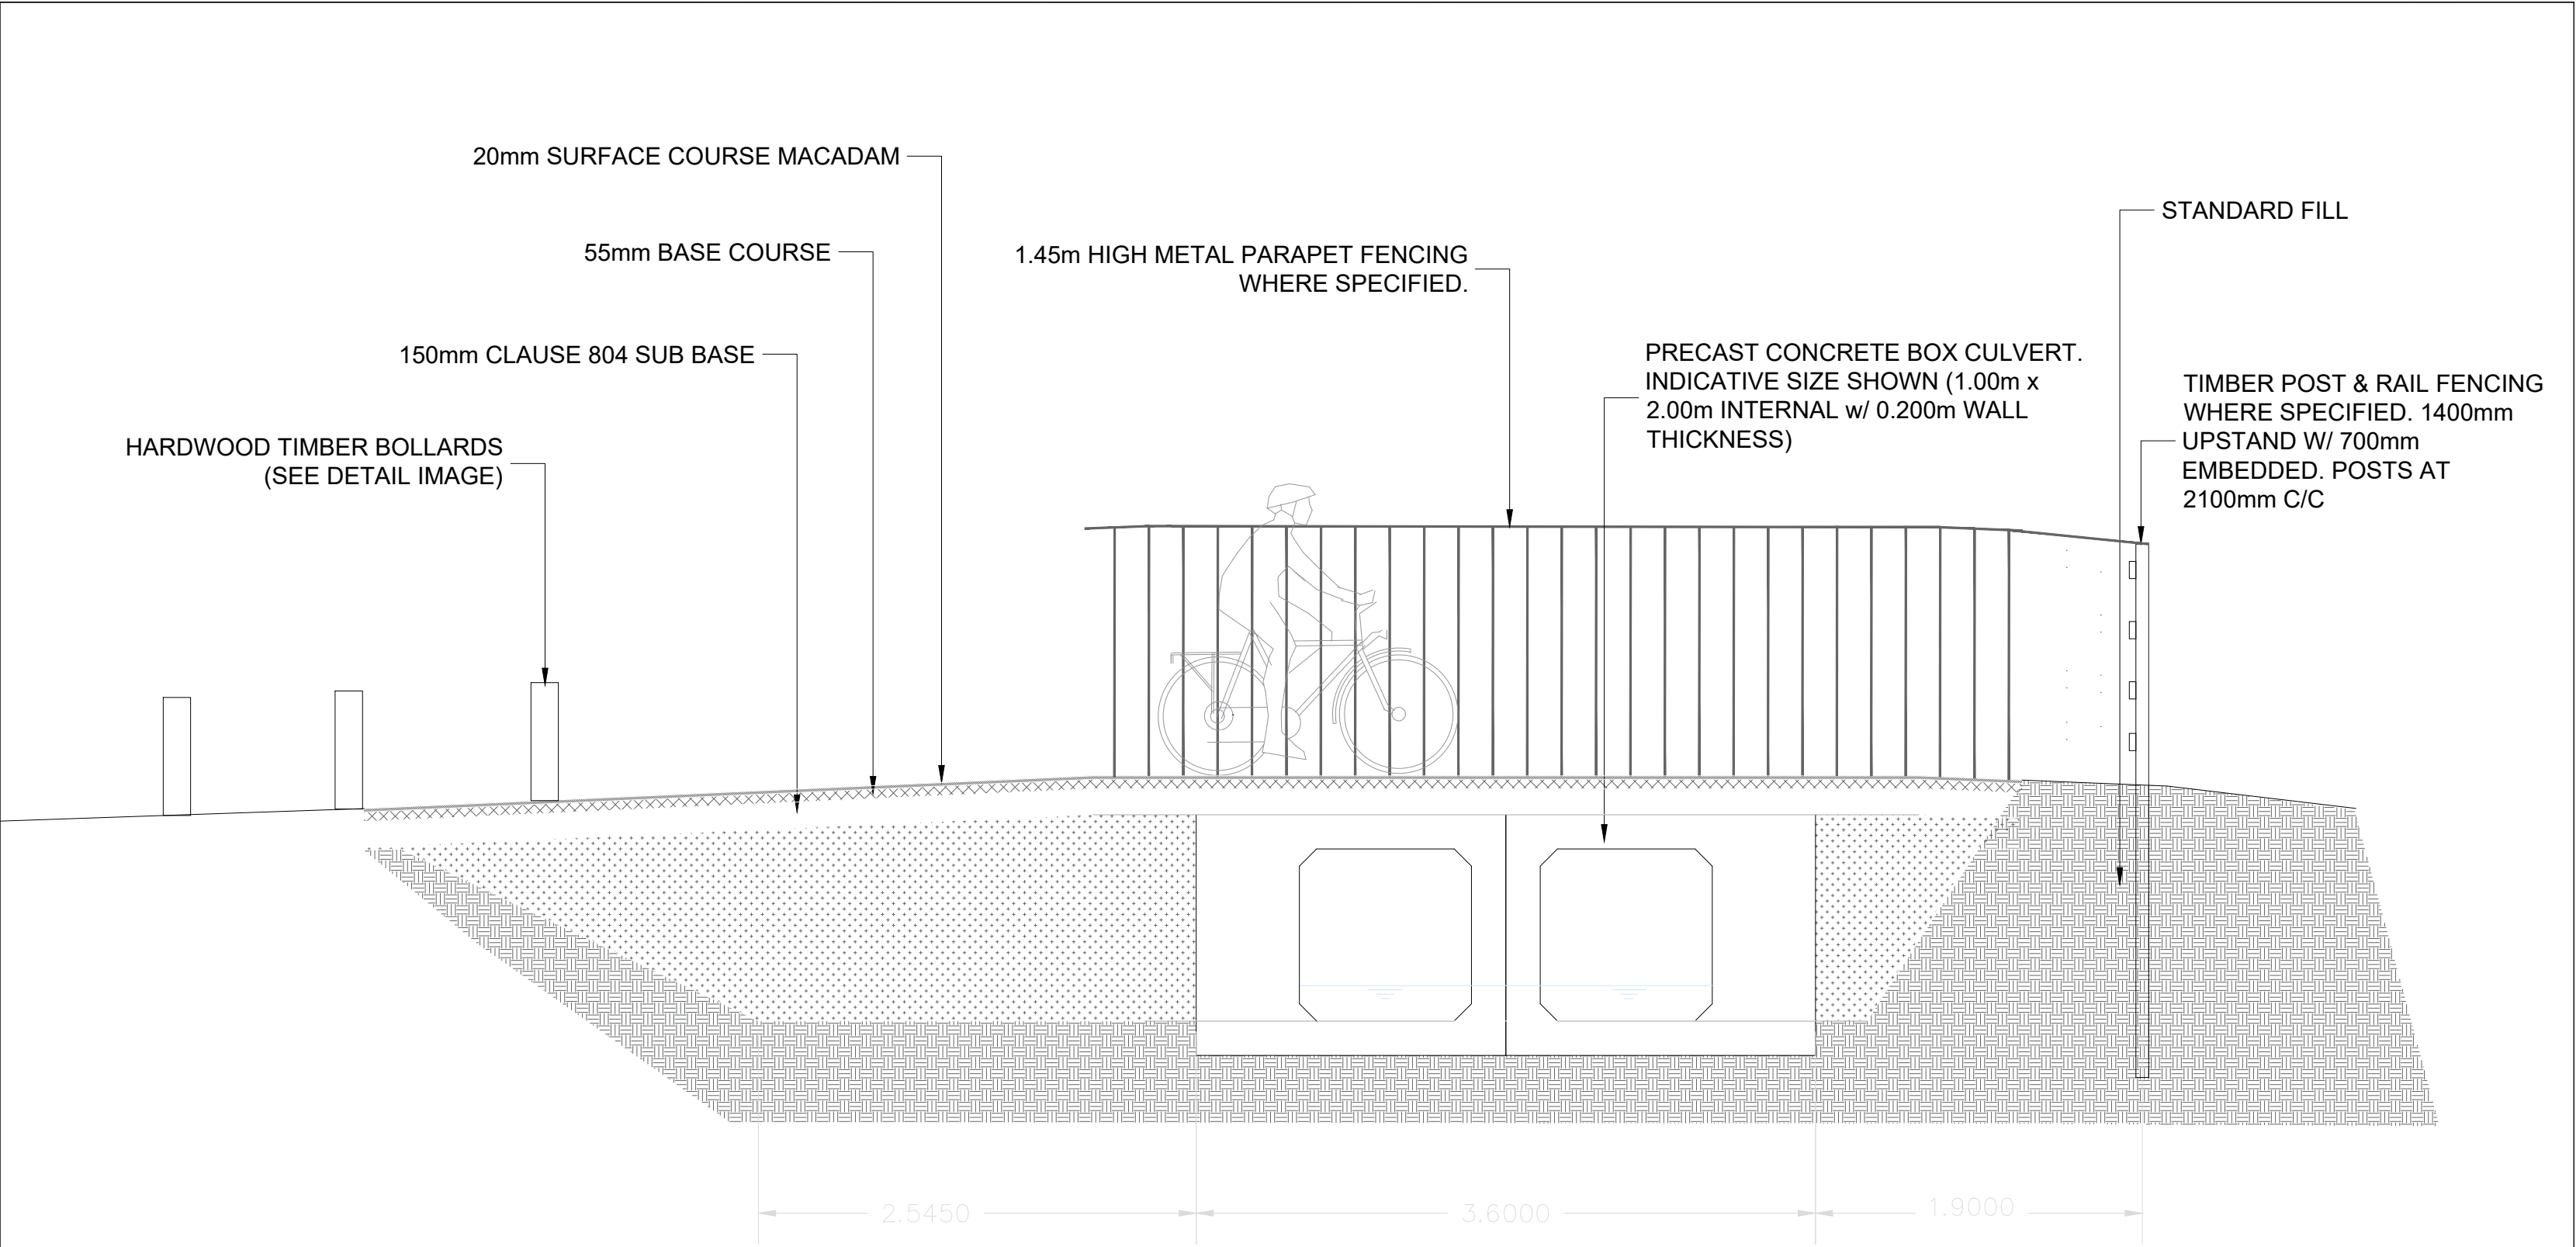 20mm SURFACE COURSE MACADAM
55mm BASE COURSE
150mm CLAUSE 804 SUB BASE
HARDWOOD TIMBER BOLLARDS
(SEE DETAIL IMAGE)
1.45m HIGH METAL PARAPET FENCING
WHERE SPECIFIED.
PRECAST CONCRETE BOX CULVERT.
INDICATIVE SIZE SHOWN (1.00m x
2.00m INTERNAL w/ 0.200m WALL
THICKNESS)
STANDARD FILL
TIMBER POST & RAIL FENCING
WHERE SPECIFIED. 1400mm
UPSTAND W/ 700mm
EMBEDDED. POSTS AT
2100mm C/C
2.5450
3.6000
1.9000